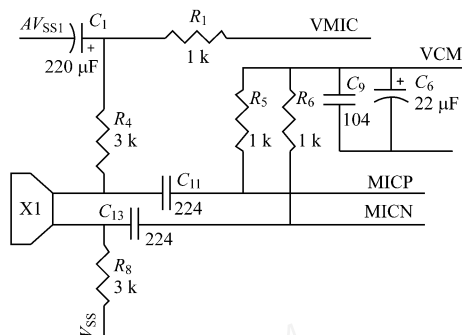 AVSS1
C1
+
220 μF
R1
1 k
VMIC
VCM
R4
3 k
R5
1 k
R6
1 k
C9
104
+
C6
22 μF
C11
224
MICP
X1
C13
224
MICN
R8
3 k
VSS